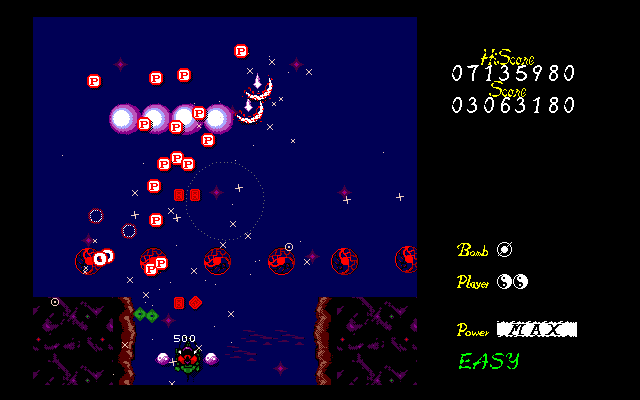 HiScore
07135980
Score
03063180
P
P P P
P P P
P
P P P
P
P
P P
Bomb
Player
500
Power MAX
EASY